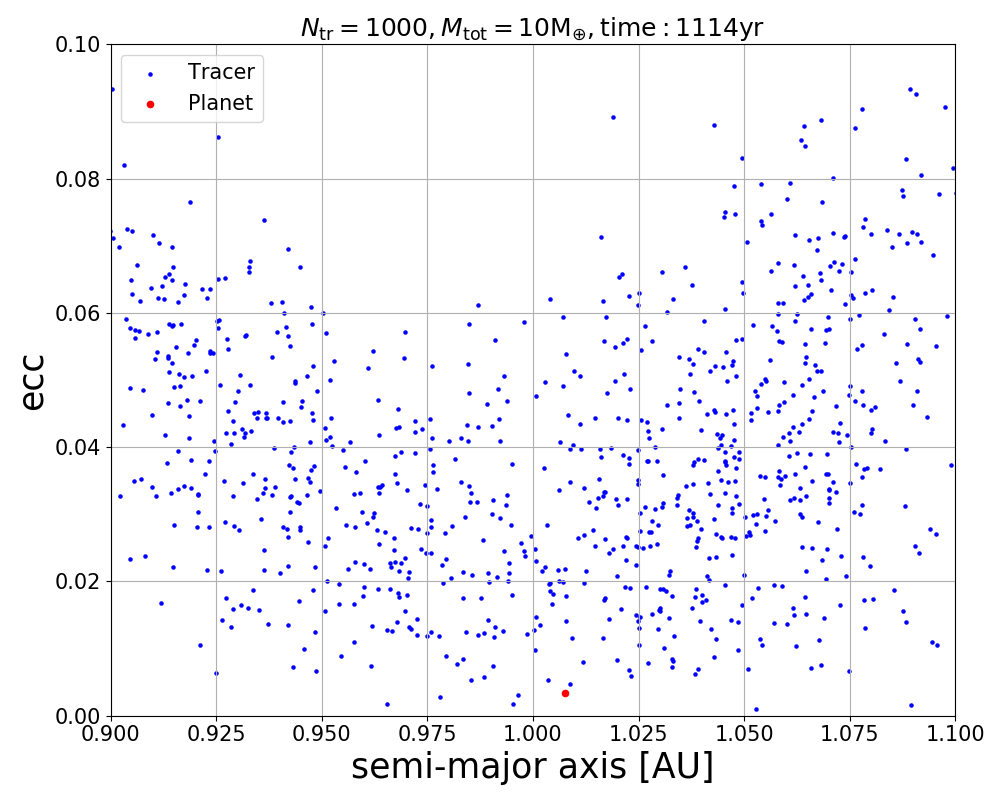 N_tr = 1000, M_tot = 10M_⊕, time : 1114yr
0.10
Tracer
Planet
0.08
0.06
ecc
0.04
0.02
0.00
0.900 0.925 0.950 0.975 1.000 1.025 1.050 1.075 1.100
semi-major axis [AU]